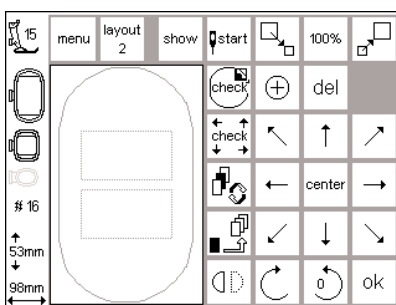 15
menu
layout
2
show
start
100%
check
del
check
center
# 16
53mm
98mm
0
ok